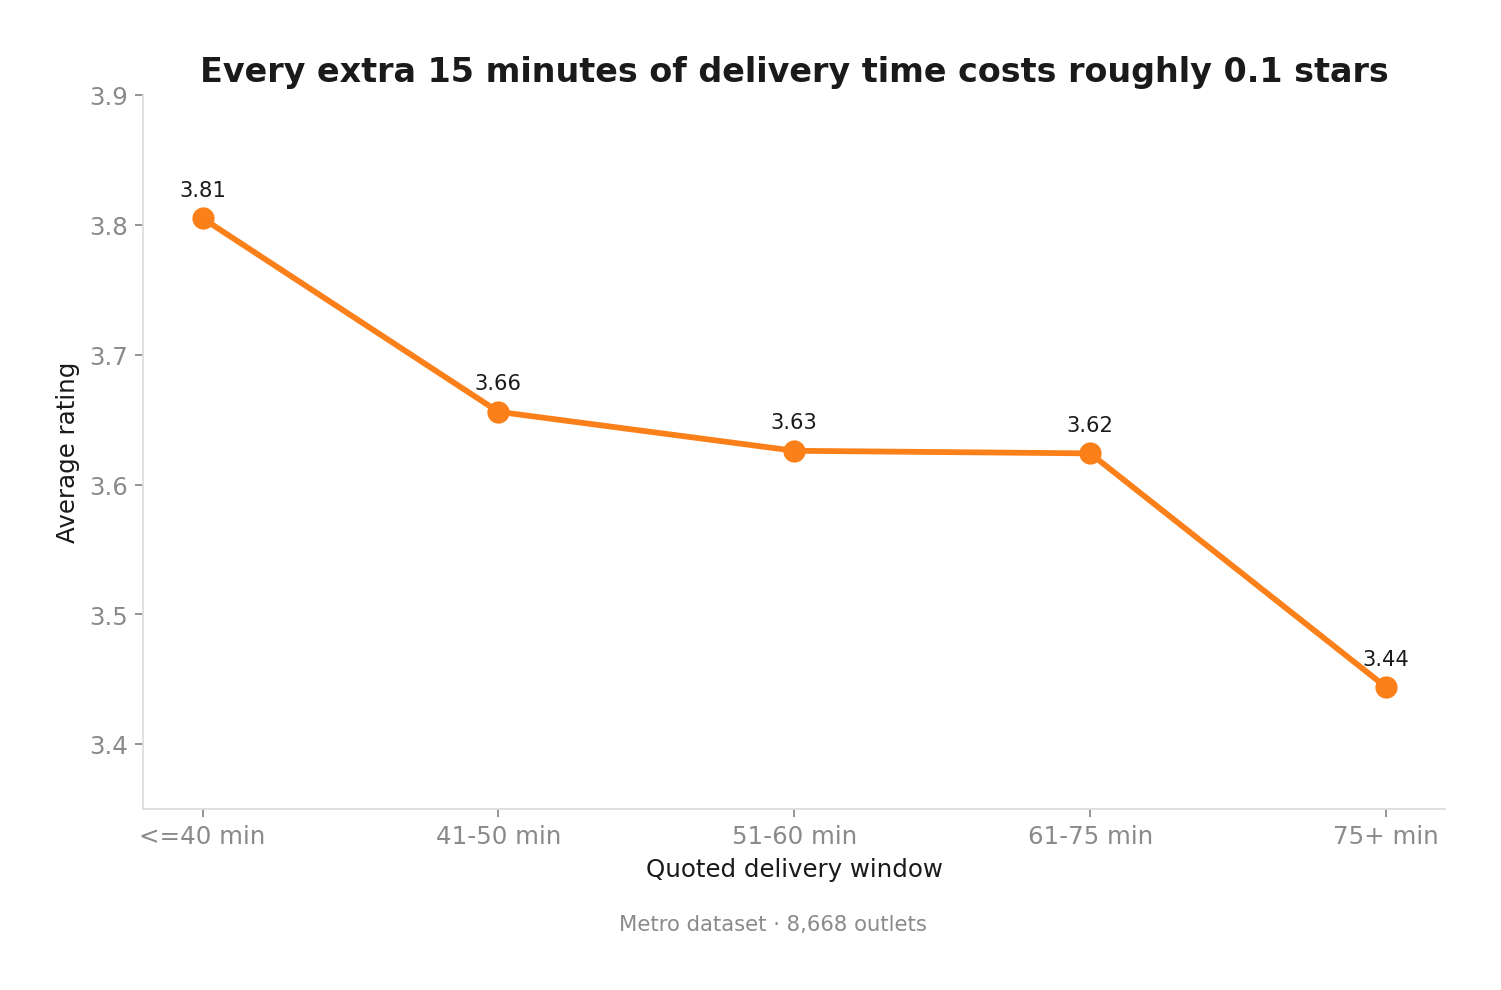 Every extra 15 minutes of delivery time costs roughly 0.1 stars
3.9
3.8
3.7
3.6
3.5
3.4
Average rating
3.81
3.66
3.63
3.62
3.44
<=40 min
41-50 min
51-60 min
61-75 min
75+ min
Quoted delivery window
Metro dataset · 8,668 outlets